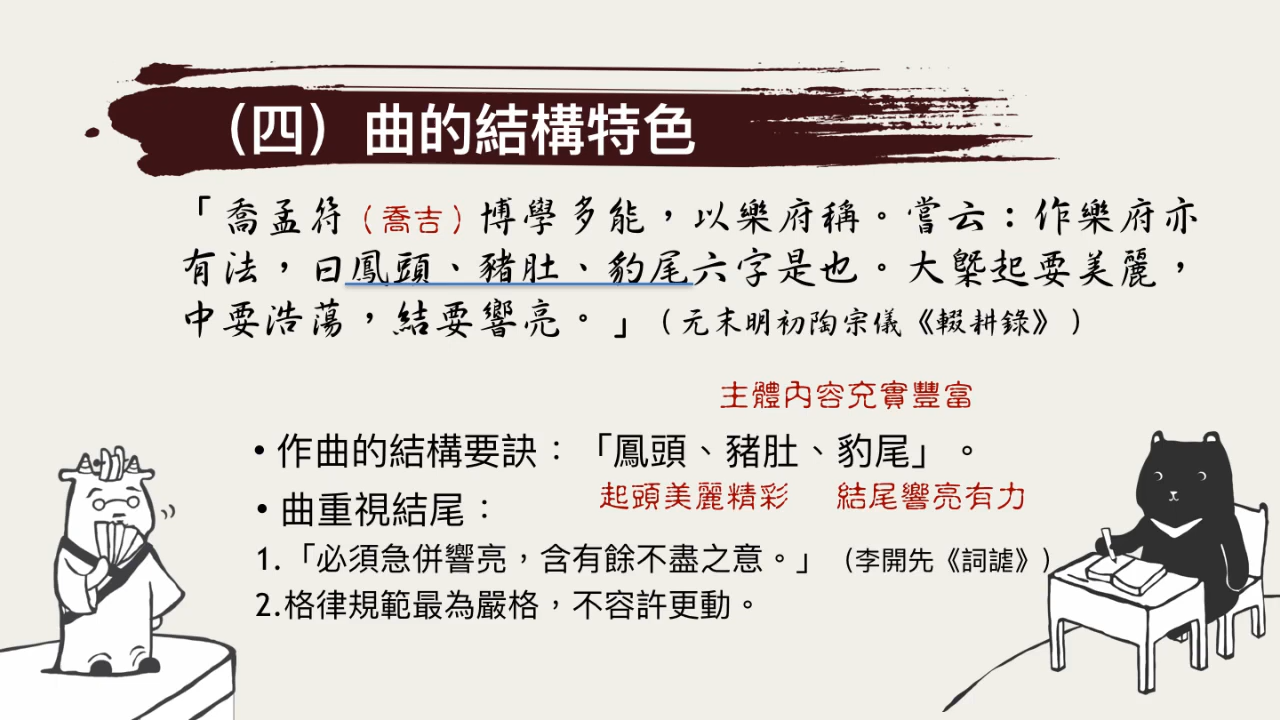 （四）曲的結構特色
「喬孟符（喬吉）博學多能，以樂府稱。嘗云：作樂府亦
有法，曰鳳頭、豬肚、豹尾六字是也。大槩起要美麗，
中要浩蕩，結要響亮。」（元末明初陶宗儀《輟耕錄》）
主體內容充實豐富
•作曲的結構要訣：「鳳頭、豬肚、豹尾」。
起頭美麗精彩 結尾響亮有力
•曲重視結尾：
1.「必須急併響亮，含有餘不盡之意。」（李開先《詞謔》）
2.格律規範最為嚴格，不容許更動。